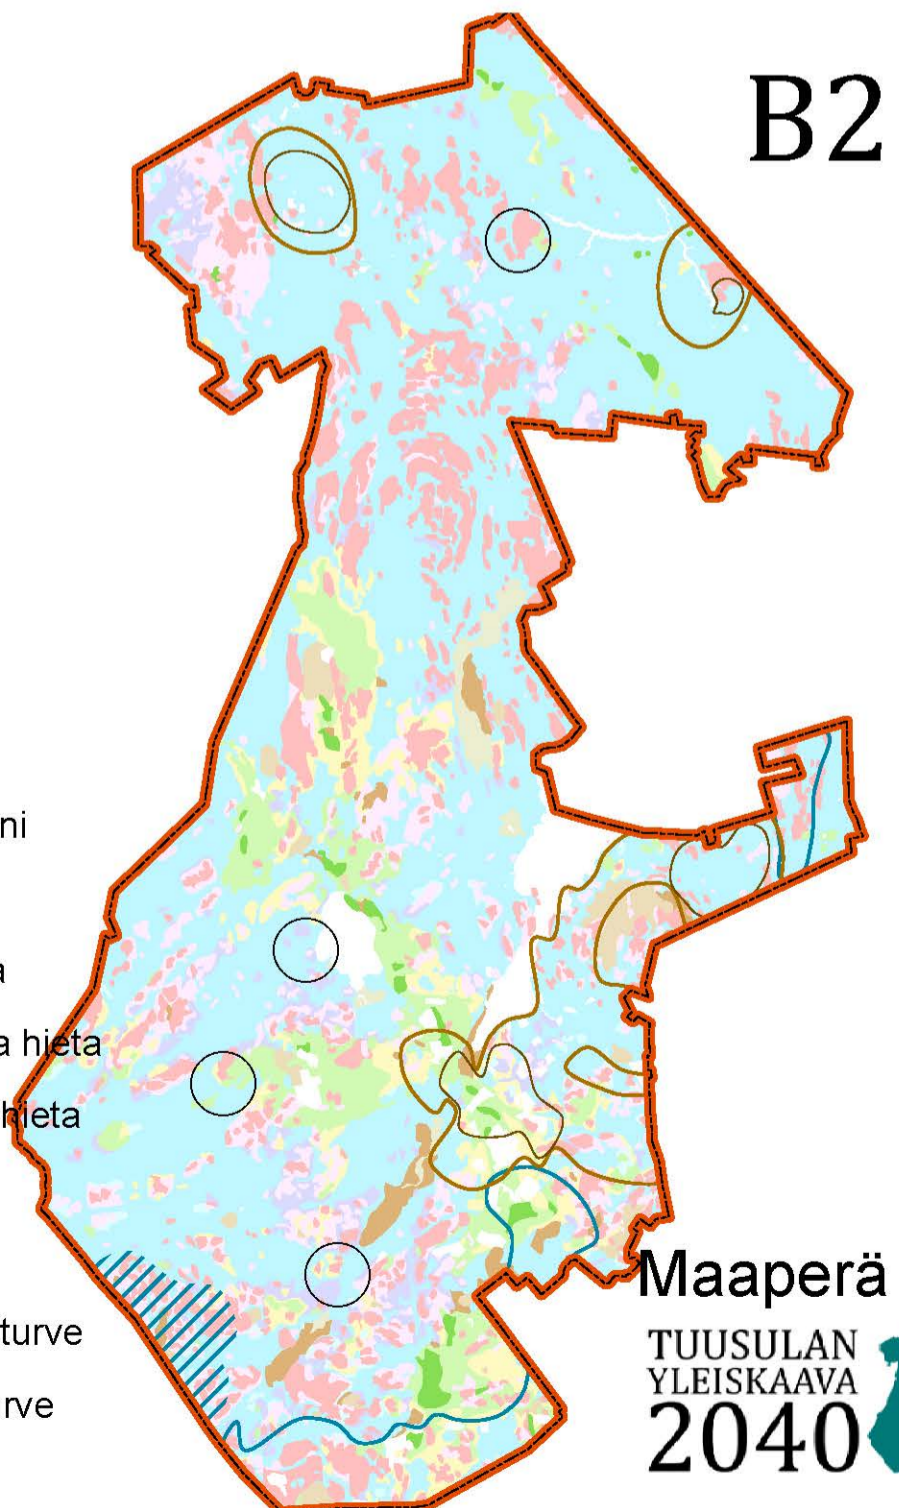 B2
ni
a
a hieta
hieta
turve
rve
Maaperä
TUUSULAN
YLEISKAAVA
2040